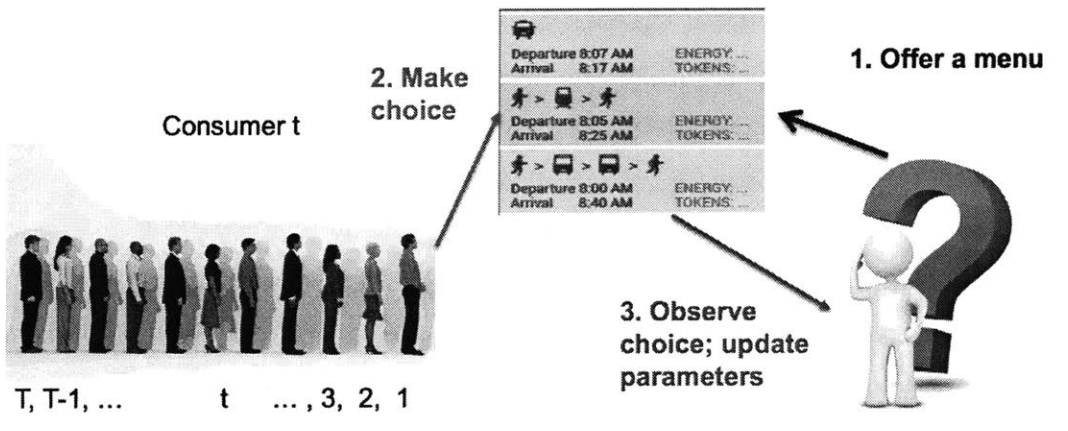 1. Offer a menu
2. Make
choice
Consumer t
Departure 8:07 AM ENERGY: ...
Arrival 8:17 AM TOKENS: ...
> >
Departure 8:05 AM ENERGY: ...
Arrival 8:25 AM TOKENS: ...
> > >
Departure 8:00 AM ENERGY: ...
Arrival 8:40 AM TOKENS: ...
3. Observe
choice; update
parameters
T, T-1, ... t ... , 3, 2, 1